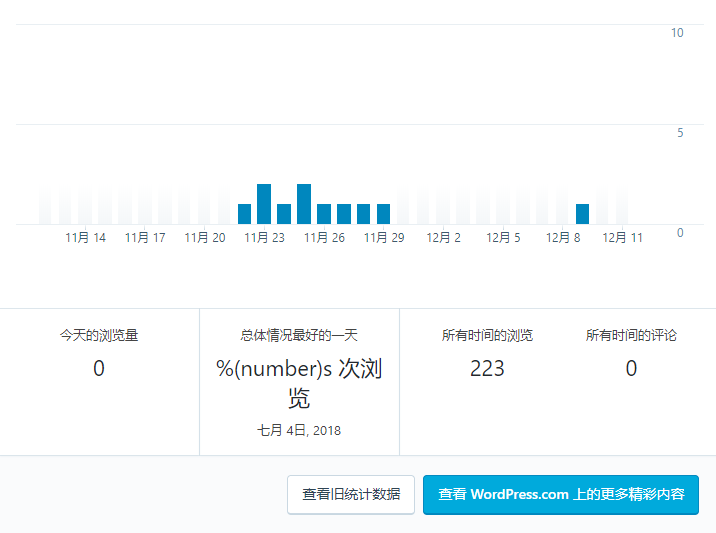 10
5
0
11月 14
11月 17
11月 20
11月 23
11月 26
11月 29
12月 2
12月 5
12月 8
12月 11
今天的浏览量
0
总体情况最好的一天
%(number)s 次浏
览
七月 4日, 2018
所有时间的浏览
223
所有时间的评论
0
查看旧统计数据
查看 WordPress.com 上的更多精彩内容